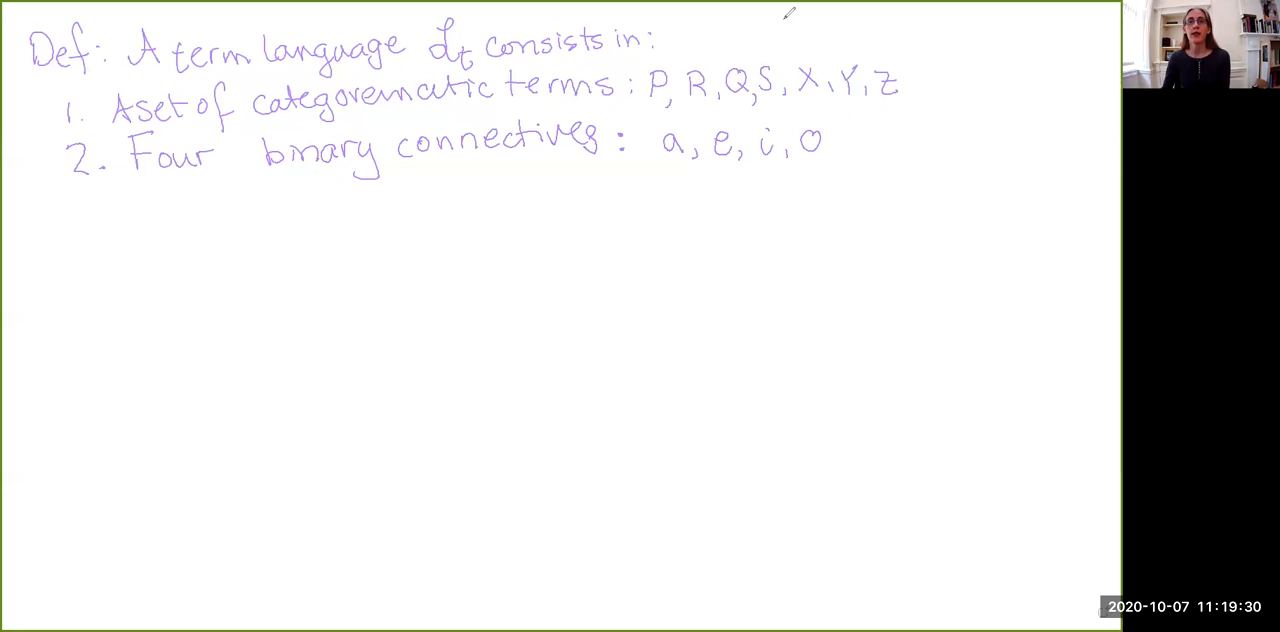 Def: A term language Lt consists in:
1. A set of categorematic terms: P, R, Q, S, X, Y, Z
2. Four binary connectives: a, e, i, o
2020-10-07 11:19:30